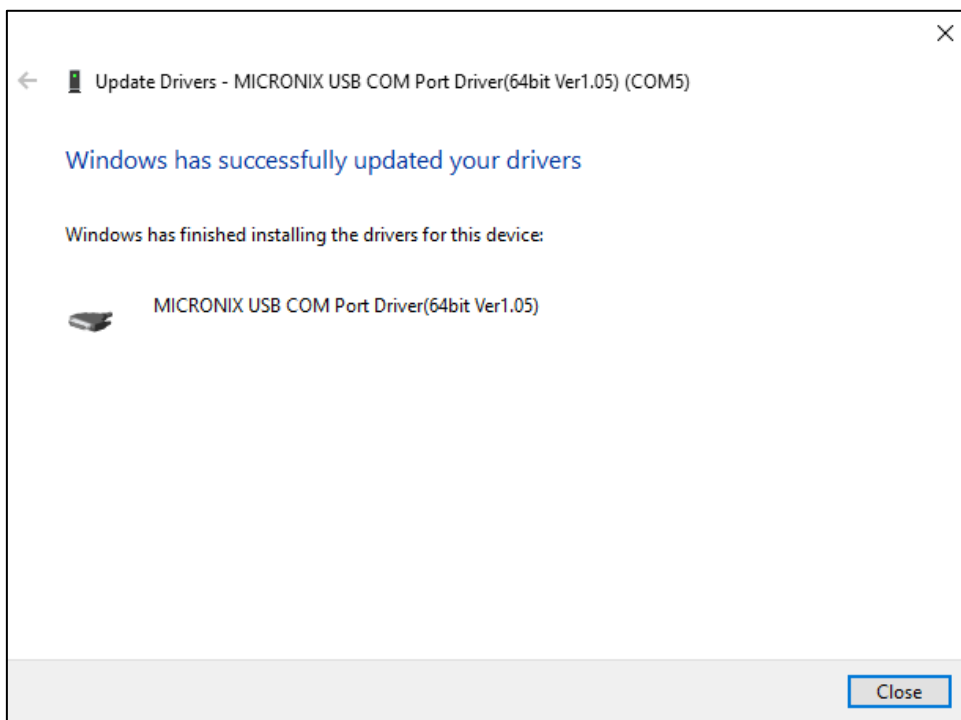 Update Drivers - MICRONIX USB COM Port Driver(64bit Ver1.05) (COM5)
Windows has successfully updated your drivers
Windows has finished installing the drivers for this device:
MICRONIX USB COM Port Driver(64bit Ver1.05)
Close